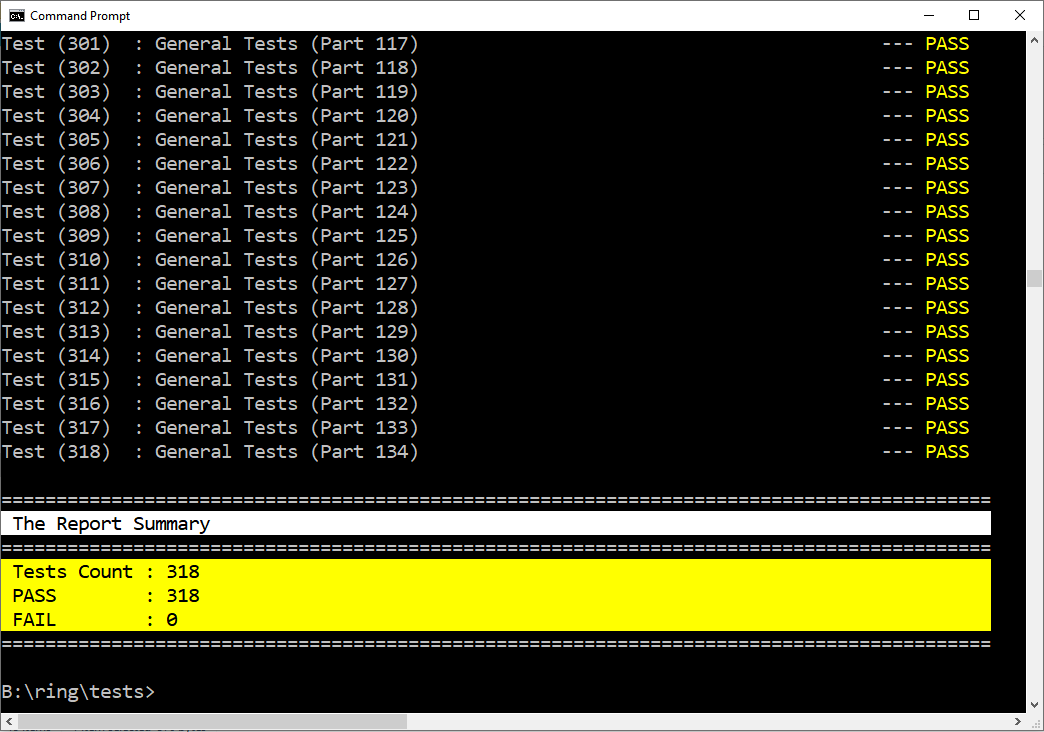 Command Prompt
Test (301)  : General Tests (Part 117)                                          --- PASS
Test (302)  : General Tests (Part 118)                                          --- PASS
Test (303)  : General Tests (Part 119)                                          --- PASS
Test (304)  : General Tests (Part 120)                                          --- PASS
Test (305)  : General Tests (Part 121)                                          --- PASS
Test (306)  : General Tests (Part 122)                                          --- PASS
Test (307)  : General Tests (Part 123)                                          --- PASS
Test (308)  : General Tests (Part 124)                                          --- PASS
Test (309)  : General Tests (Part 125)                                          --- PASS
Test (310)  : General Tests (Part 126)                                          --- PASS
Test (311)  : General Tests (Part 127)                                          --- PASS
Test (312)  : General Tests (Part 128)                                          --- PASS
Test (313)  : General Tests (Part 129)                                          --- PASS
Test (314)  : General Tests (Part 130)                                          --- PASS
Test (315)  : General Tests (Part 131)                                          --- PASS
Test (316)  : General Tests (Part 132)                                          --- PASS
Test (317)  : General Tests (Part 133)                                          --- PASS
Test (318)  : General Tests (Part 134)                                          --- PASS
==========================================================================================
The Report Summary
==========================================================================================
Tests Count : 318
PASS        : 318
FAIL        : 0
==========================================================================================
B:\ring\tests>